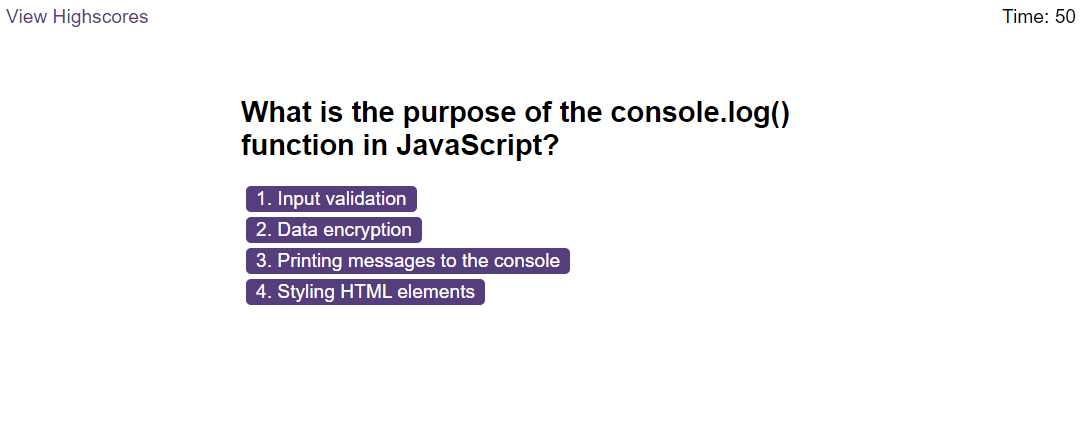 View Highscores
Time: 50
What is the purpose of the console.log()
function in JavaScript?
1. Input validation
2. Data encryption
3. Printing messages to the console
4. Styling HTML elements